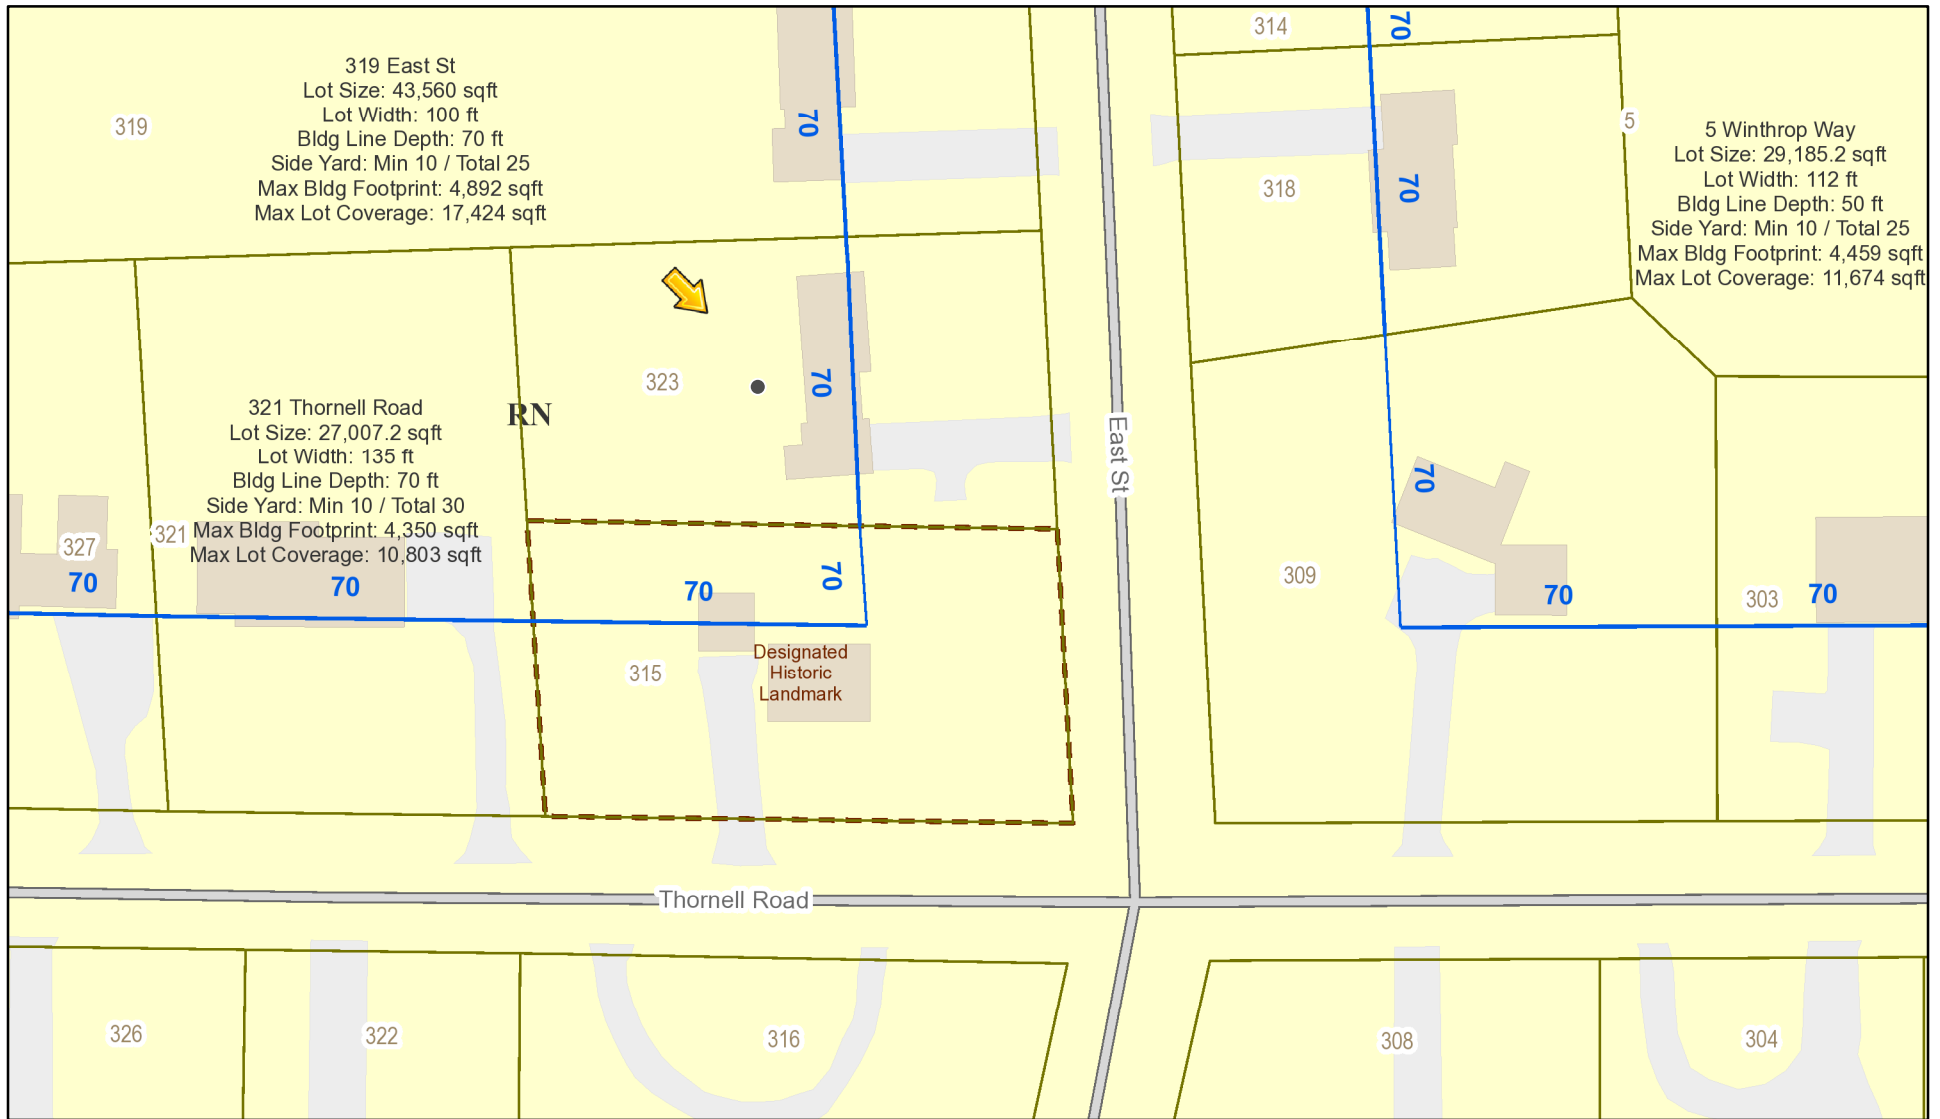 314
70
319 East St
Lot Size: 43,560 sqft
Lot Width: 100 ft
Bldg Line Depth: 70 ft
Side Yard: Min 10 / Total 25
Max Bldg Footprint: 4,892 sqft
Max Lot Coverage: 17,424 sqft
319
70
5
5 Winthrop Way
Lot Size: 29,185.2 sqft
Lot Width: 112 ft
Bldg Line Depth: 50 ft
Side Yard: Min 10 / Total 25
Max Bldg Footprint: 4,459 sqft
Max Lot Coverage: 11,674 sqft
318
70
323
70
RN
321 Thornell Road
Lot Size: 27,007.2 sqft
Lot Width: 135 ft
Bldg Line Depth: 70 ft
Side Yard: Min 10 / Total 30
Max Bldg Footprint: 4,350 sqft
Max Lot Coverage: 10,803 sqft
East St
70
327
321
70
70
70
70
309
70
303
70
315
Designated
Historic
Landmark
Thornell Road
326
322
316
308
304